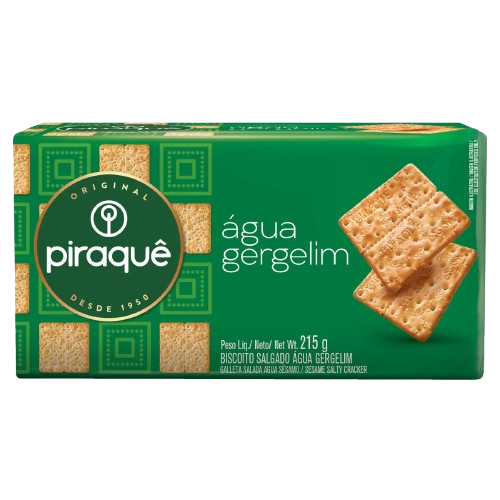 ORIGINAL
piraquê
DESDE 1950
água
gergelim
Peso Líq./ Neto/ Net Wt. 215 g
BISCOITO SALGADO ÁGUA GERGELIM
GALLETA SALADA AGUA SÉSAMO / SESAME SALTY CRACKER